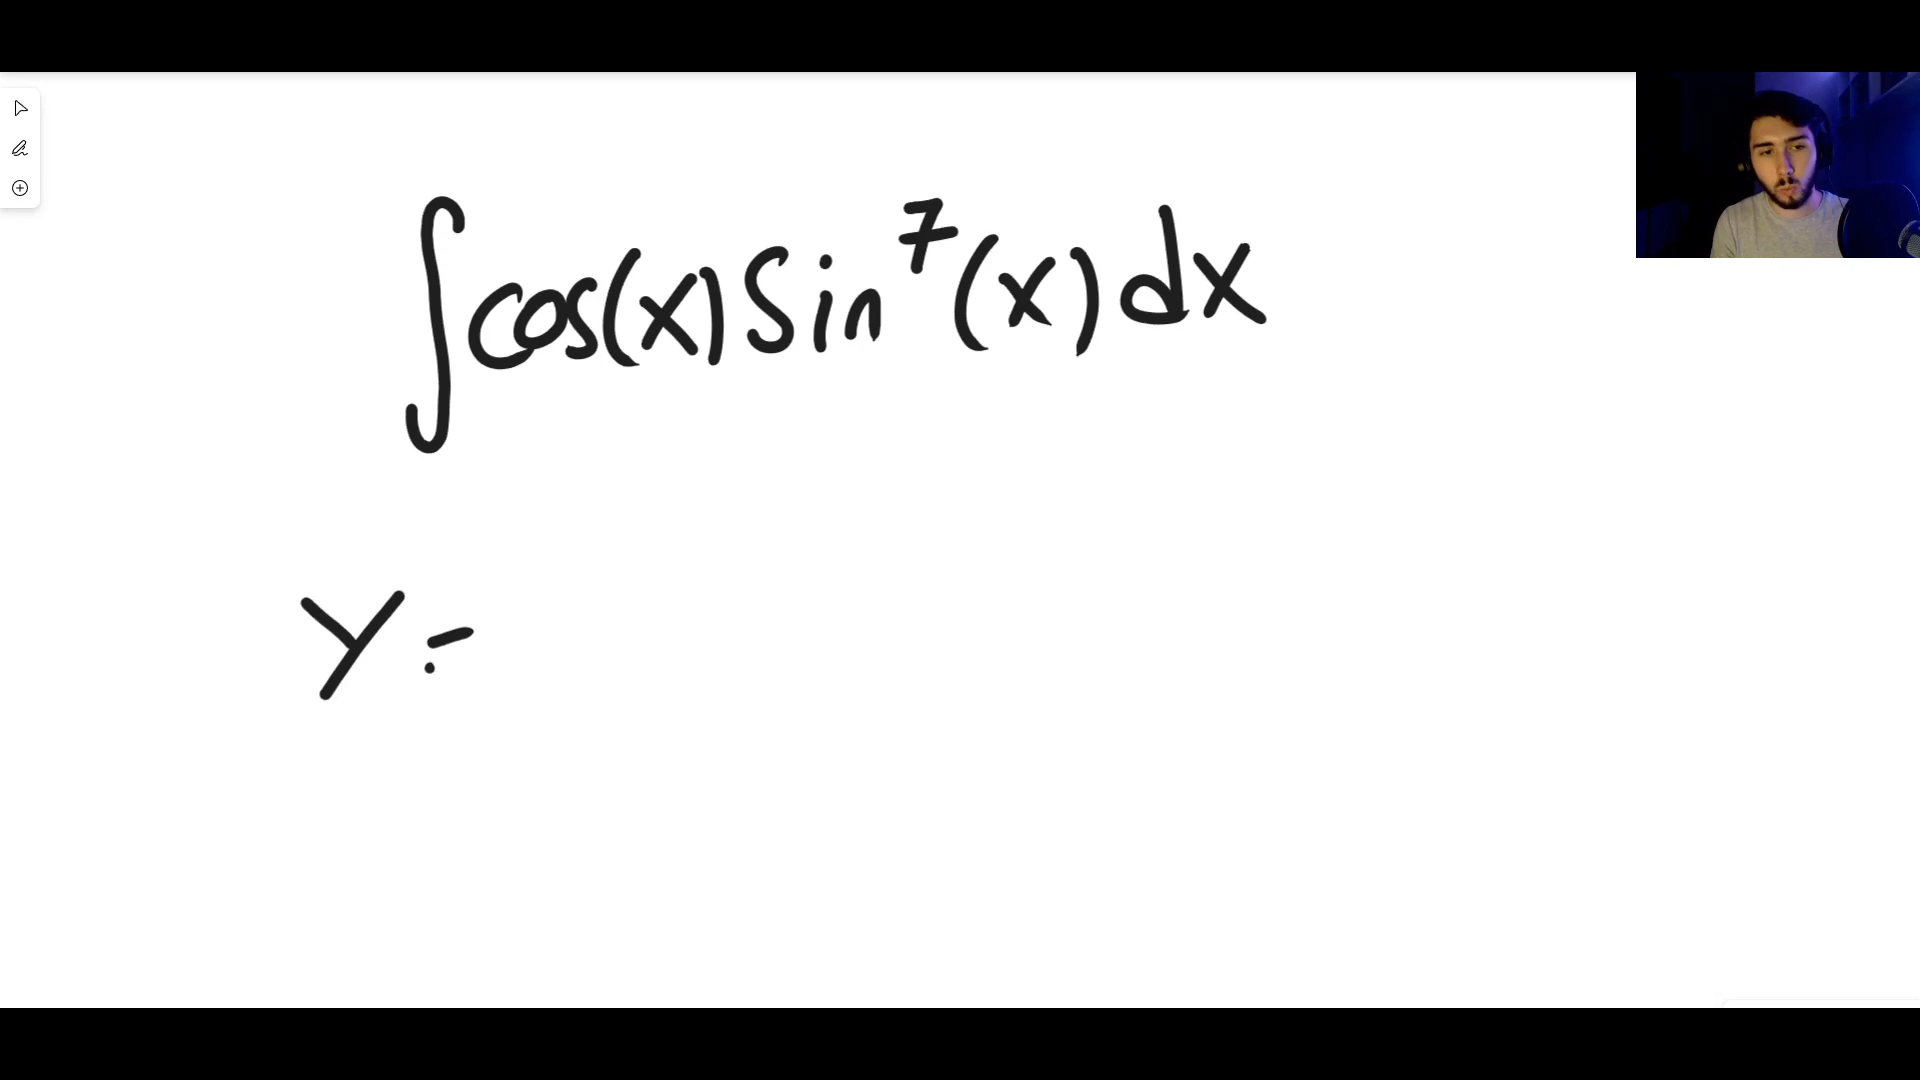 ∫cos(x)Sin⁷(x)dx
Y=